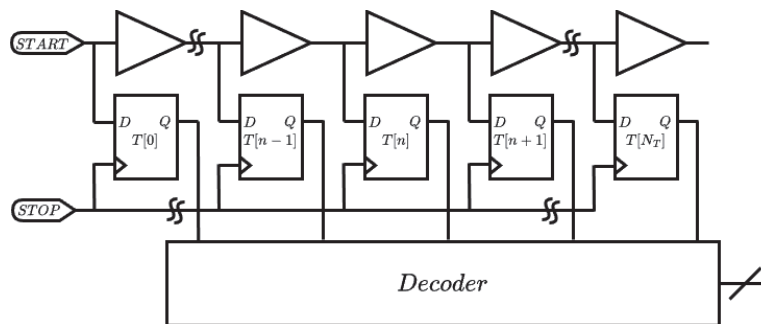 START
D Q D Q D Q D Q D Q
T[0] T[n − 1] T[n] T[n + 1] T[N_T]
STOP
Decoder